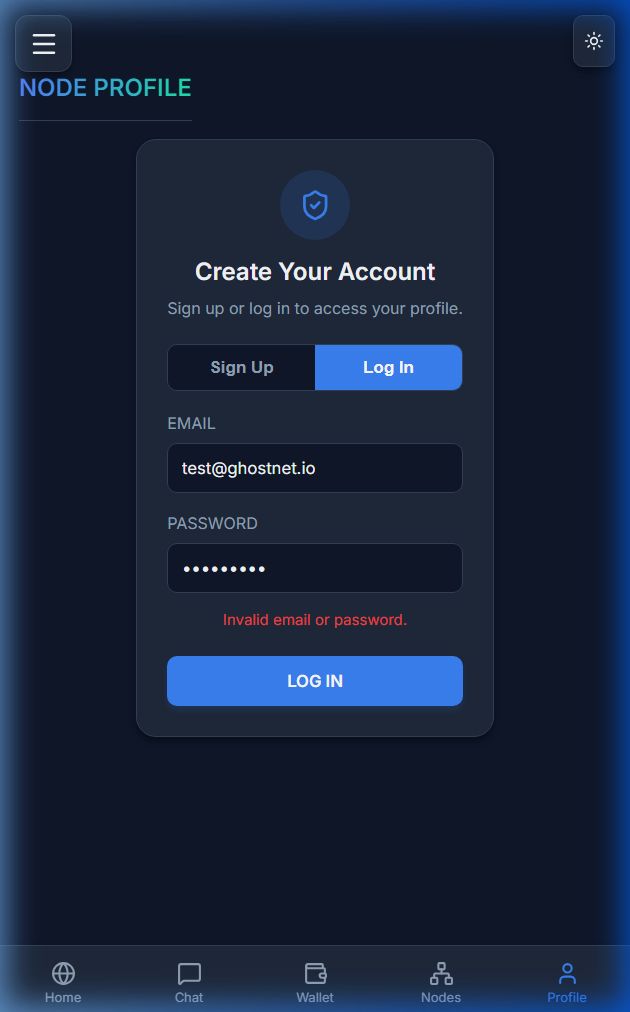 NODE PROFILE
Create Your Account
Sign up or log in to access your profile.
Sign Up Log In
EMAIL
test@ghostnet.io
PASSWORD
•••••••••
Invalid email or password.
LOG IN
Home Chat Wallet Nodes Profile